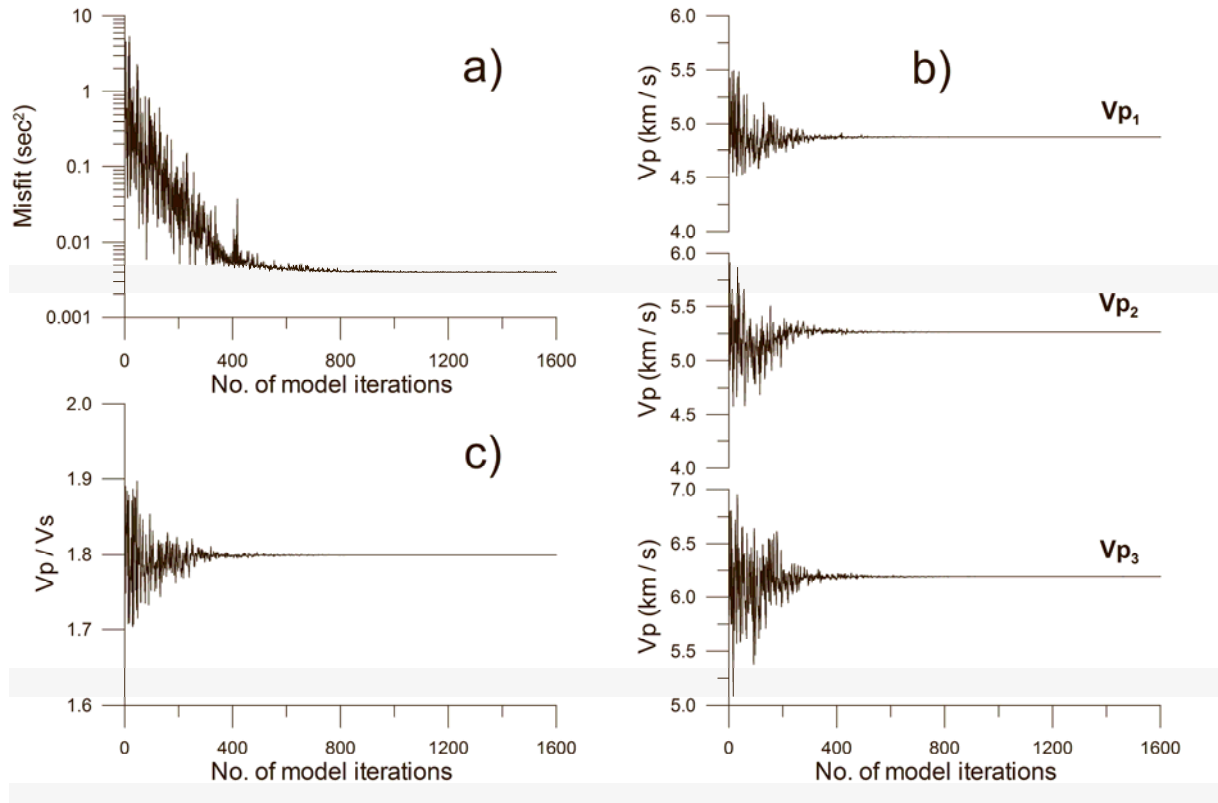 a)
Misfit (sec²)
10
1
0.1
0.01
0.001
0 400 800 1200 1600
No. of model iterations
b)
Vp (km / s)
6.0
5.5
5.0
4.5
4.0
Vp₁
Vp (km / s)
6.0
5.5
5.0
4.5
4.0
Vp₂
Vp (km / s)
7.0
6.5
6.0
5.5
5.0
Vp₃
0 400 800 1200 1600
No. of model iterations
c)
Vp / Vs
2.0
1.9
1.8
1.7
1.6
0 400 800 1200 1600
No. of model iterations